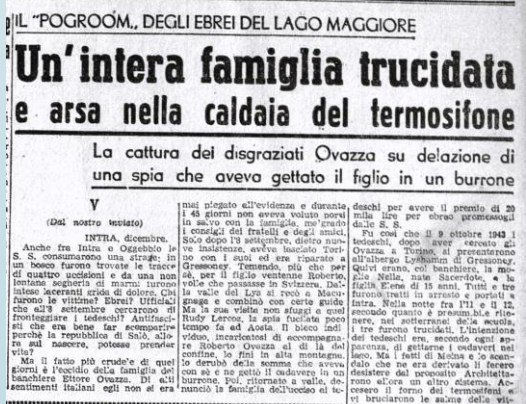 IL "POGROOM„ DEGLI EBREI DEL LAGO MAGGIORE
Un'intera famiglia trucidata
e arsa nella caldaia del termosifone
La cattura dei disgraziati Ovazza su delazione di
una spia che aveva gettato il figlio in un burrone
V
(Dal nostro inviato)
INTRA, dicembre.
Anche fra Intra e Oggebbio le
S. S. consumarono una strage; in
un bosco furono trovate le tracce
di quattro uccisioni e da una non
lontana segheria di marmi furono
intese laceranti grida di dolore. Chi
furono le vittime? Ebrei? Ufficiali
che all'8 settembre cercarono di
fronteggiare i tedeschi? Antifasci-
sti che era bene far scomparire
perchè la repubblica di Salò, allo-
ra sul nascere, potesse prender
vita?
Ma il fatto più crudele di quei
giorni è l'eccidio della famiglia del
banchiere Ettore Ovazza. Di alti
sentimenti italiani egli non si era
mai piegato all'evidenza e durante
i 45 giorni non aveva voluto porsi
in salvo con la famiglia, malgrado i
consigli dei fratelli e degli amici.
Solo dopo l'8 settembre, dietro nuo-
ve insistenze, aveva lasciato Torino
con i suoi ed era riparato a
Gressoney. Temendo, più che per
sè, per il figlio ventenne Roberto,
volle che passasse in Svizzera. Dal-
la valle del Lys si recò a Macu-
gnaga e combinò con certe guide
Ma la sua visita non sfuggì a quel
Rudy Lercoz, la spia fucilata poco
tempo fa ad Aosta. Il bieco indi-
viduo, incaricatosi di accompagna-
re Roberto Ovazza al di là del
confine, lo finì in alta montagna.
lo derubò della somma che aveva
con sè e ne gettò il cadavere in un
burrone. Poi, ritornato a valle, de-
nunciò la famiglia dell'ucciso ai te-
deschi per avere il premio di 20
mila lire per ebreo promessogli
dalle S. S.
Fu così che il 9 ottobre 1943 i
tedeschi, dopo aver cercato gli
Ovazza a Torino, si presentarono
all'albergo Lyskamm di Gressoney.
Quivi erano, col banchiere, la mo-
glie Nella, nata Sacerdote, e la
figlia Elena di 15 anni. Tutti e tre
furono tratti in arresto e portati a
Intra. Nella notte fra l'11 e il 12,
secondo quanto è presumibile rite-
nere, nei sotterranei della scuola,
i tre furono trucidati. L'intenzione
dei tedeschi era, secondo ogni ap-
parenza, di gettarne i cadaveri nel
lago. Ma i fatti di Meina e lo scan-
dalo che ne era derivato li fecero
desistere dal proposito Architetta-
rono allora un altro sistema. Ac-
cesero il forno dei termosifoni e
vi bruciarono le salme delle vit-